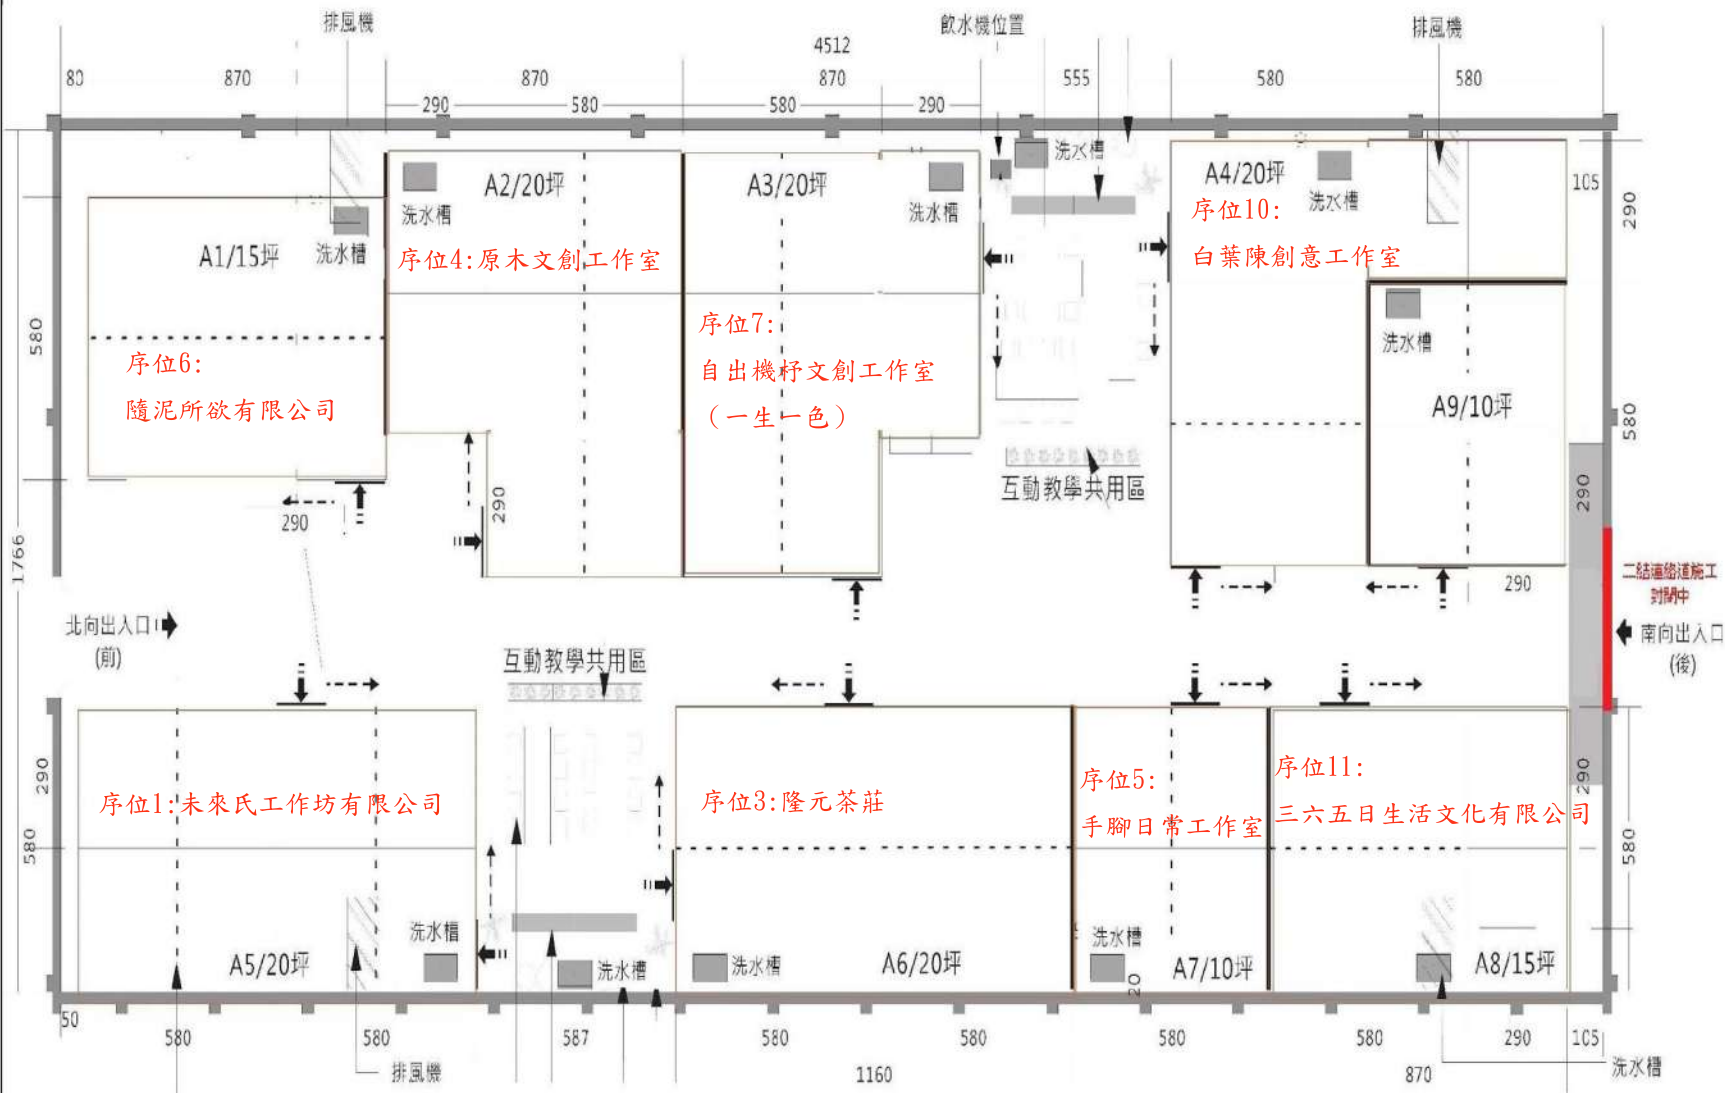 排風機
飲水機位置
排風機
4512
80
870
870
870
555
580
580
290
580
580
290
洗水槽
A1/15坪
洗水槽
序位6:
隨泥所欲有限公司
A2/20坪
洗水槽
序位4:原木文創工作室
A3/20坪
洗水槽
序位7:
自出機杼文創工作室
（一生一色）
A4/20坪
洗水槽
序位10:
白葉陳創意工作室
洗水槽
A9/10坪
105
290
580
290
580
290
290
互動教學共用區
290
1766
北向出入口
(前)
二結連絡道施工
封閉中
南向出入口
(後)
互動教學共用區
290
580
序位1:未來氏工作坊有限公司
A5/20坪
洗水槽
洗水槽
序位3:隆元茶莊
洗水槽
A6/20坪
序位5:
手腳日常工作室
洗水槽
A7/10坪
20
序位11:
三六五日生活文化有限公司
A8/15坪
290
580
50
580
580
587
580
580
580
580
290
105
排風機
1160
870
洗水槽